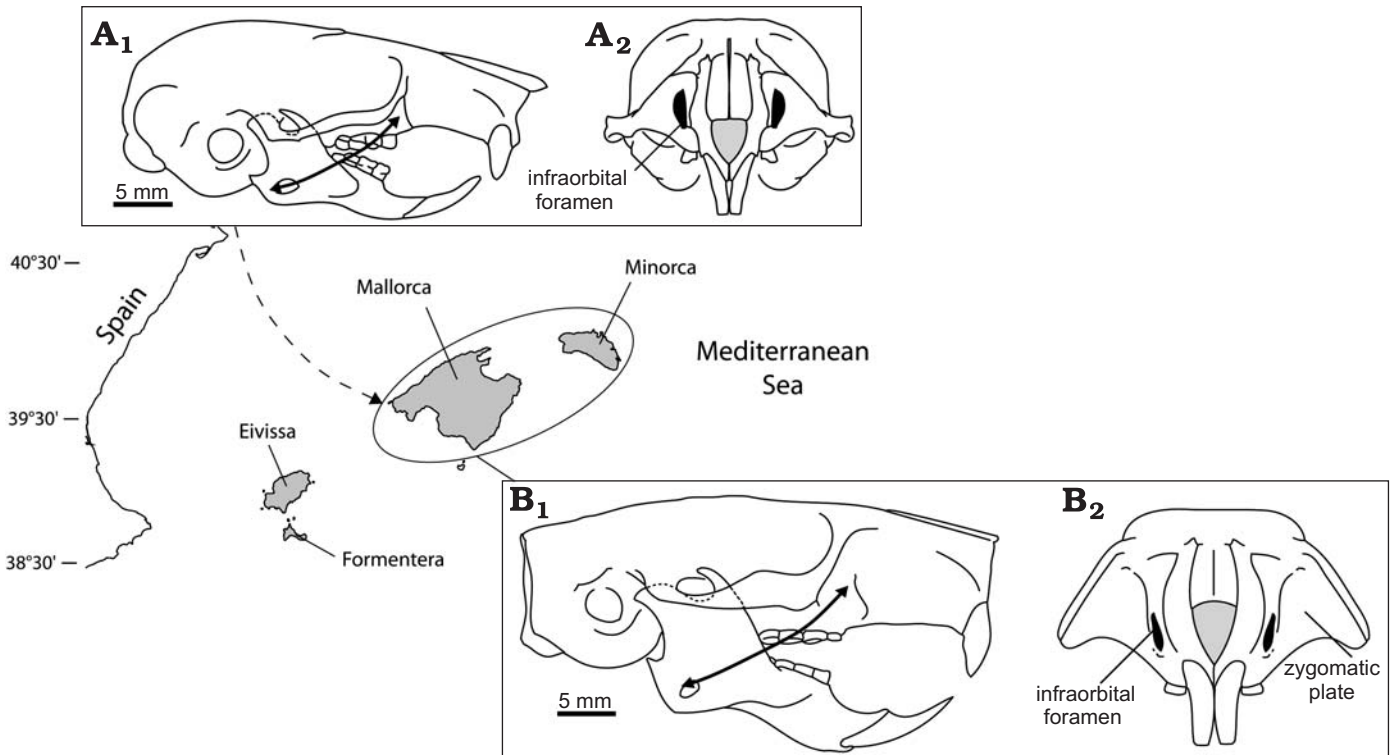 A1
A2
infraorbital
foramen
5 mm
40°30'
Spain
Mallorca
Minorca
Mediterranean
Sea
39°30'
Eivissa
38°30'
Formentera
B1
B2
5 mm
infraorbital
foramen
zygomatic
plate